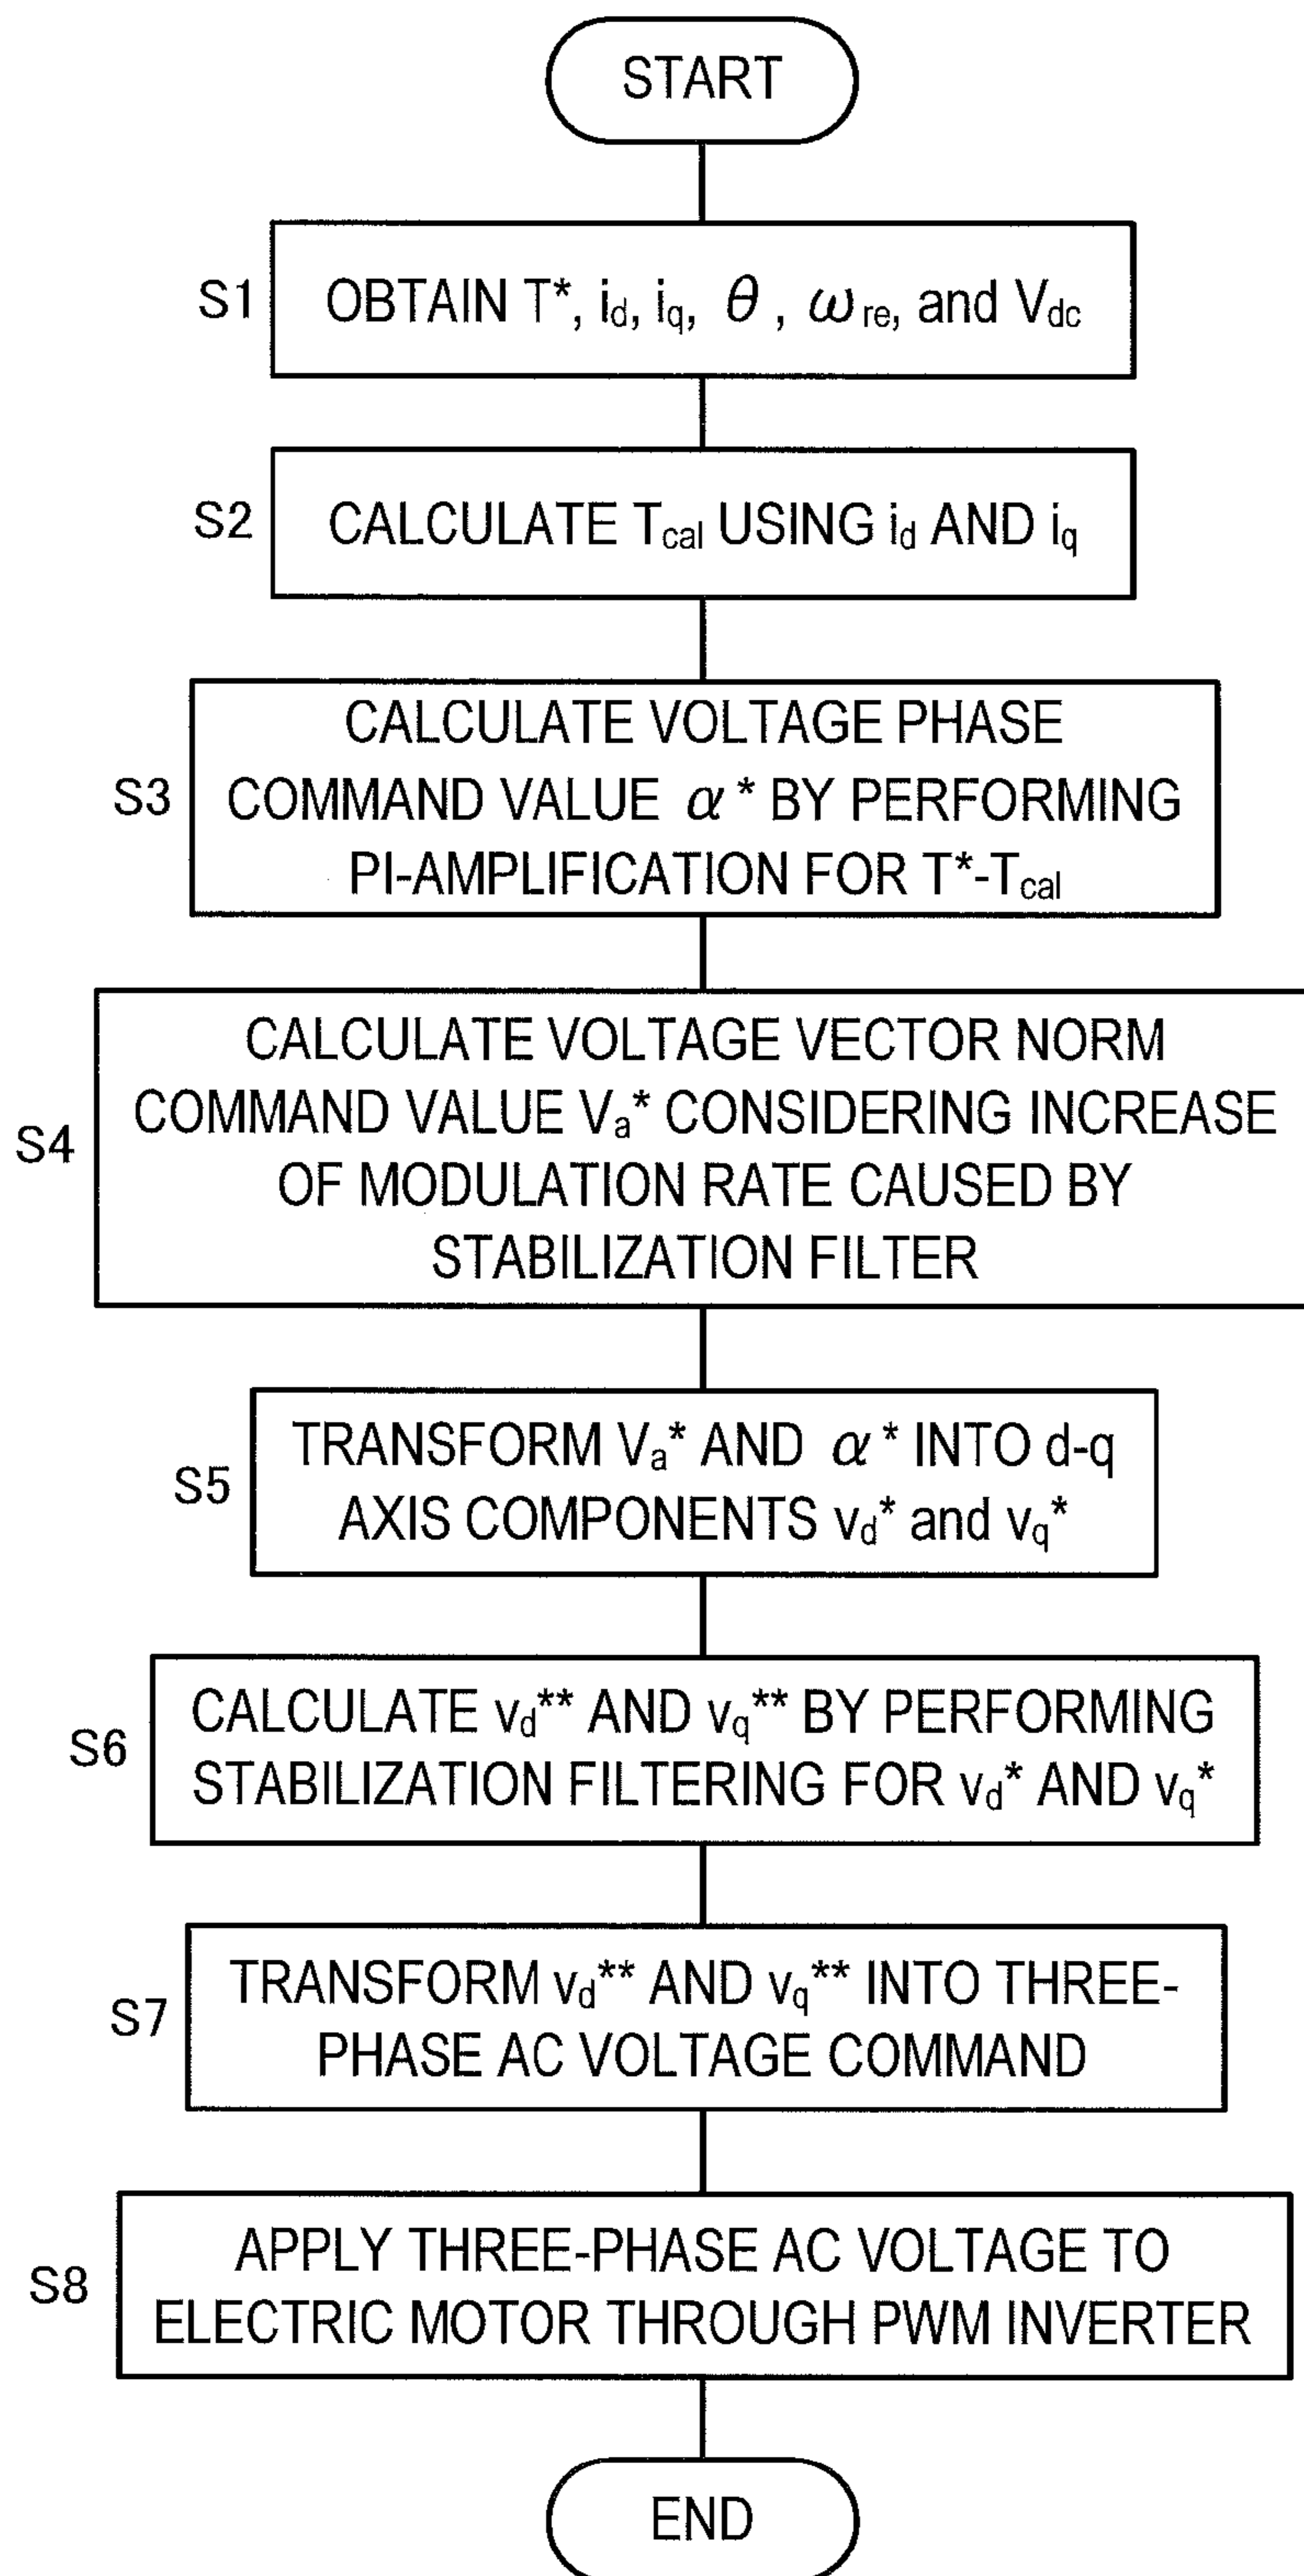 START
S1
OBTAIN T*, id, iq, θ, ωre, and Vdc
S2
CALCULATE Tcal USING id AND iq
S3
CALCULATE VOLTAGE PHASE
COMMAND VALUE α* BY PERFORMING
PI-AMPLIFICATION FOR T*-Tcal
S4
CALCULATE VOLTAGE VECTOR NORM
COMMAND VALUE Va* CONSIDERING INCREASE
OF MODULATION RATE CAUSED BY
STABILIZATION FILTER
S5
TRANSFORM Va* AND α* INTO d-q
AXIS COMPONENTS vd* and vq*
S6
CALCULATE vd** AND vq** BY PERFORMING
STABILIZATION FILTERING FOR vd* AND vq*
S7
TRANSFORM vd** AND vq** INTO THREE-
PHASE AC VOLTAGE COMMAND
S8
APPLY THREE-PHASE AC VOLTAGE TO
ELECTRIC MOTOR THROUGH PWM INVERTER
END